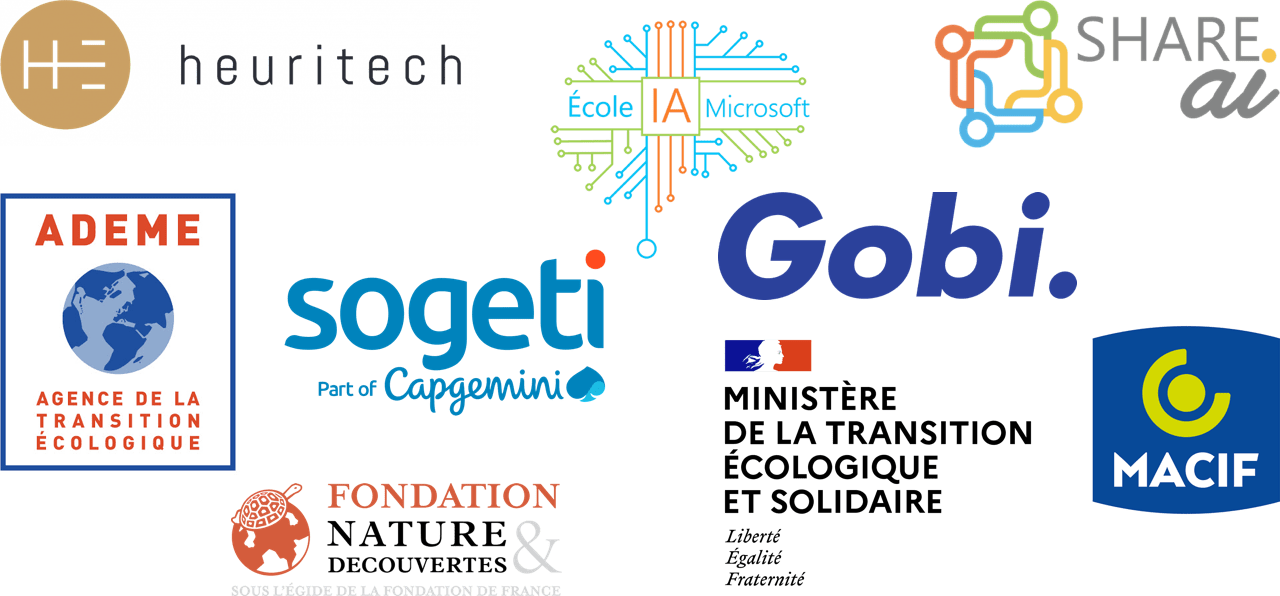 HE heuritech
École IA Microsoft
SHARE.
ai
ADEME
AGENCE DE LA
TRANSITION
ÉCOLOGIQUE
sogeti
Part of Capgemini
Gobi.
MINISTÈRE
DE LA TRANSITION
ÉCOLOGIQUE
ET SOLIDAIRE
Liberté
Égalité
Fraternité
MACIF
FONDATION
NATURE &
DECOUVERTES
SOUS L'ÉGIDE DE LA FONDATION DE FRANCE